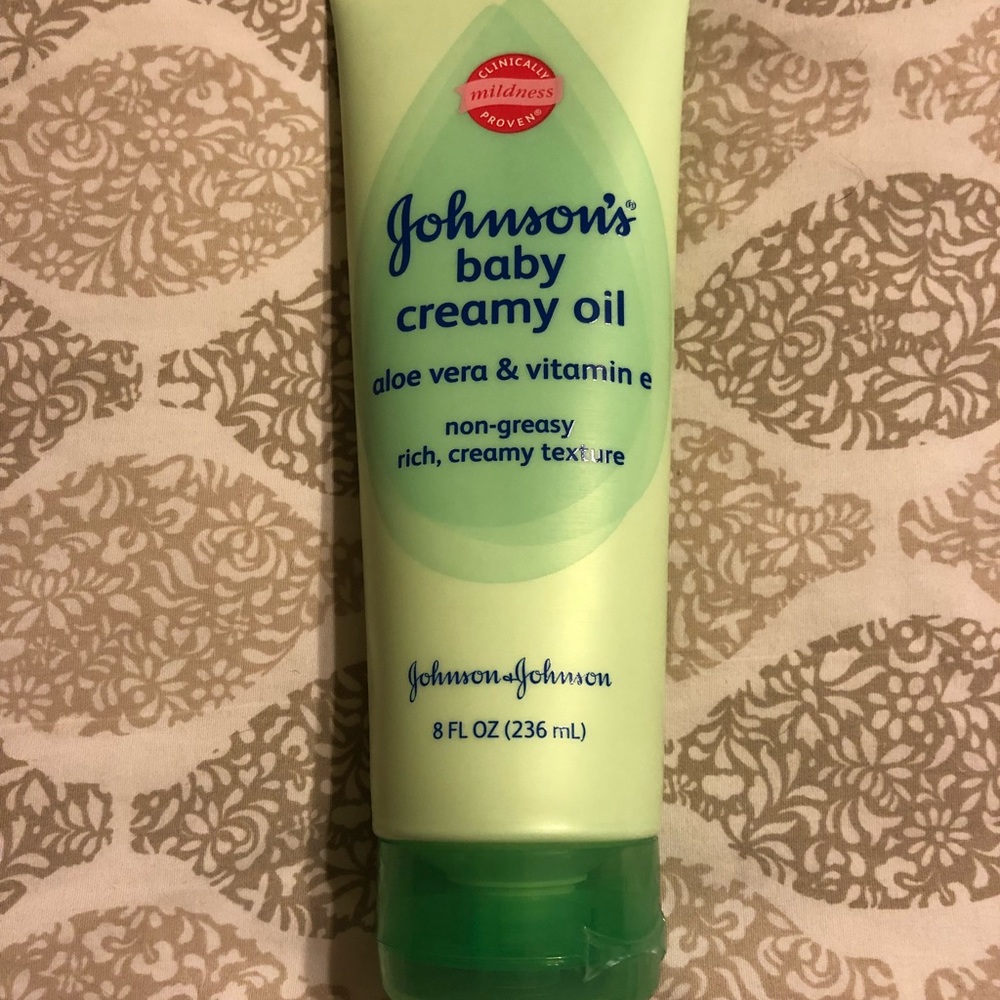 CLINICALLY
mildness
PROVEN®
Johnson's®
baby
creamy oil
aloe vera & vitamin e
non-greasy
rich, creamy texture
Johnson & Johnson
8 FL OZ (236 mL)